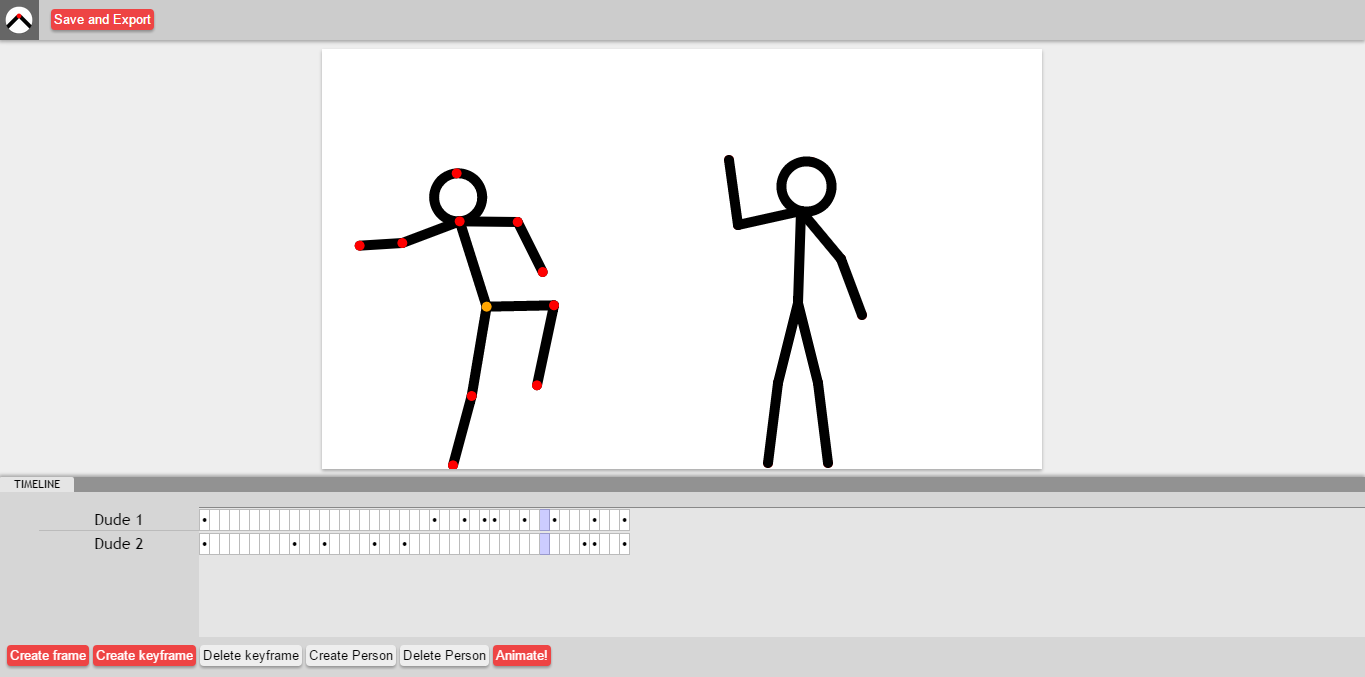 Save and Export
TIMELINE
Dude 1
Dude 2
Create frame Create keyframe Delete keyframe Create Person Delete Person Animate!